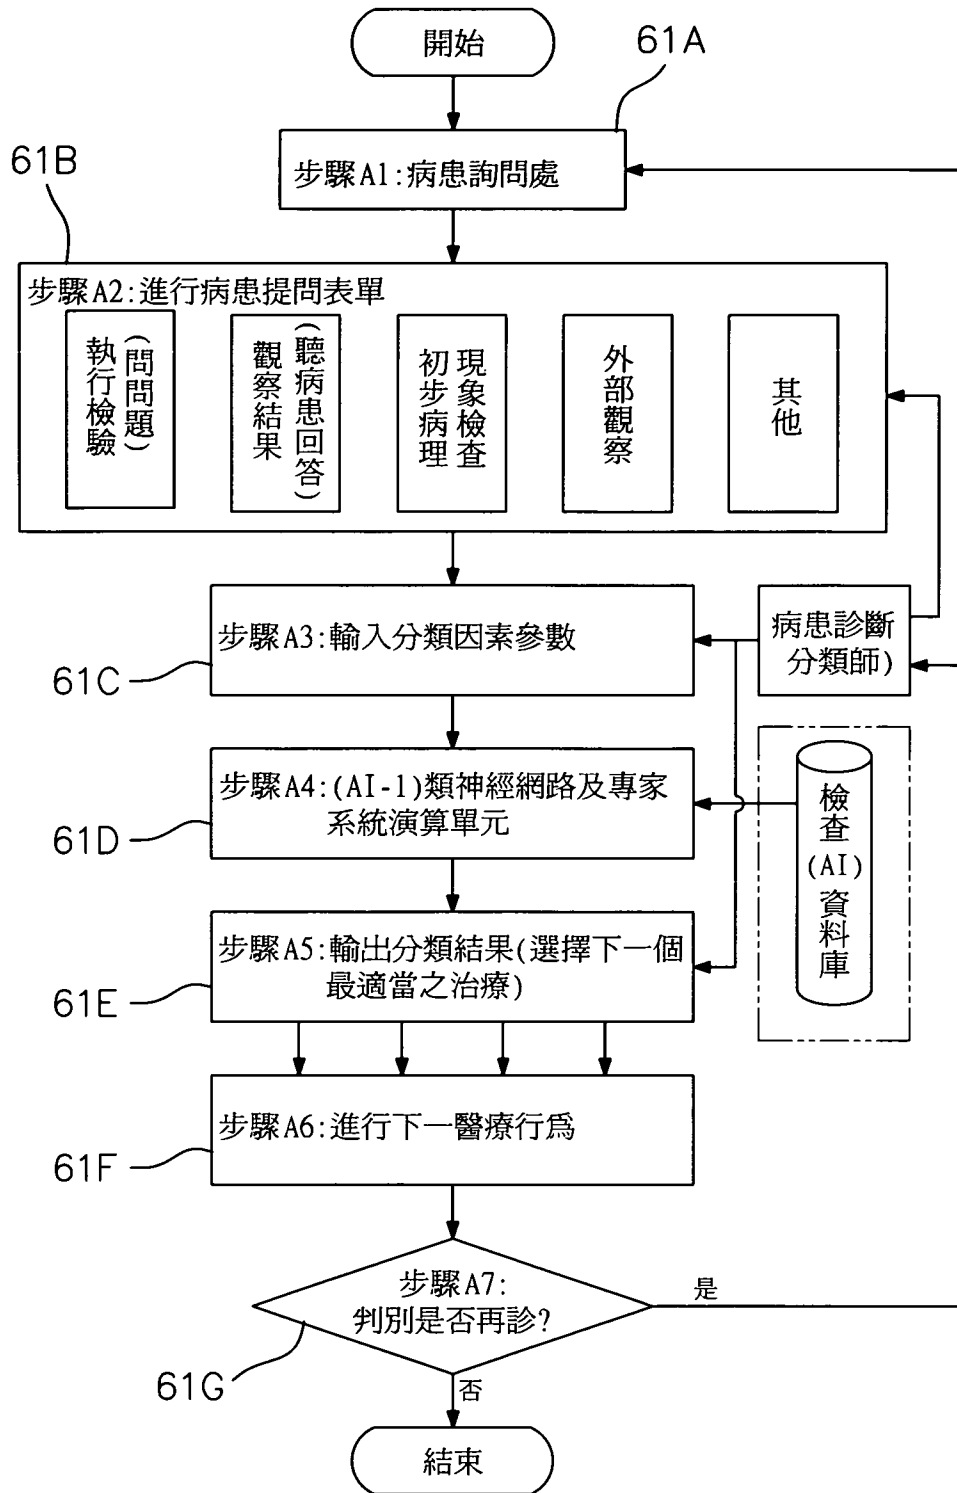 開始
61A
步驟A1:病患詢問處
61B
步驟A2:進行病患提問表單
(問問題)
執行檢驗
(聽病患回答)
觀察結果
現象檢查
初步病理
外部觀察
其他
步驟A3:輸入分類因素參數
61C
病患診斷
分類師)
步驟A4:(AI-1)類神經網路及專家
系統演算單元
61D
檢查(AI)資料庫
步驟A5:輸出分類結果(選擇下一個
最適當之治療)
61E
步驟A6:進行下一醫療行為
61F
步驟A7:
判別是否再診?
是
61G
否
結束